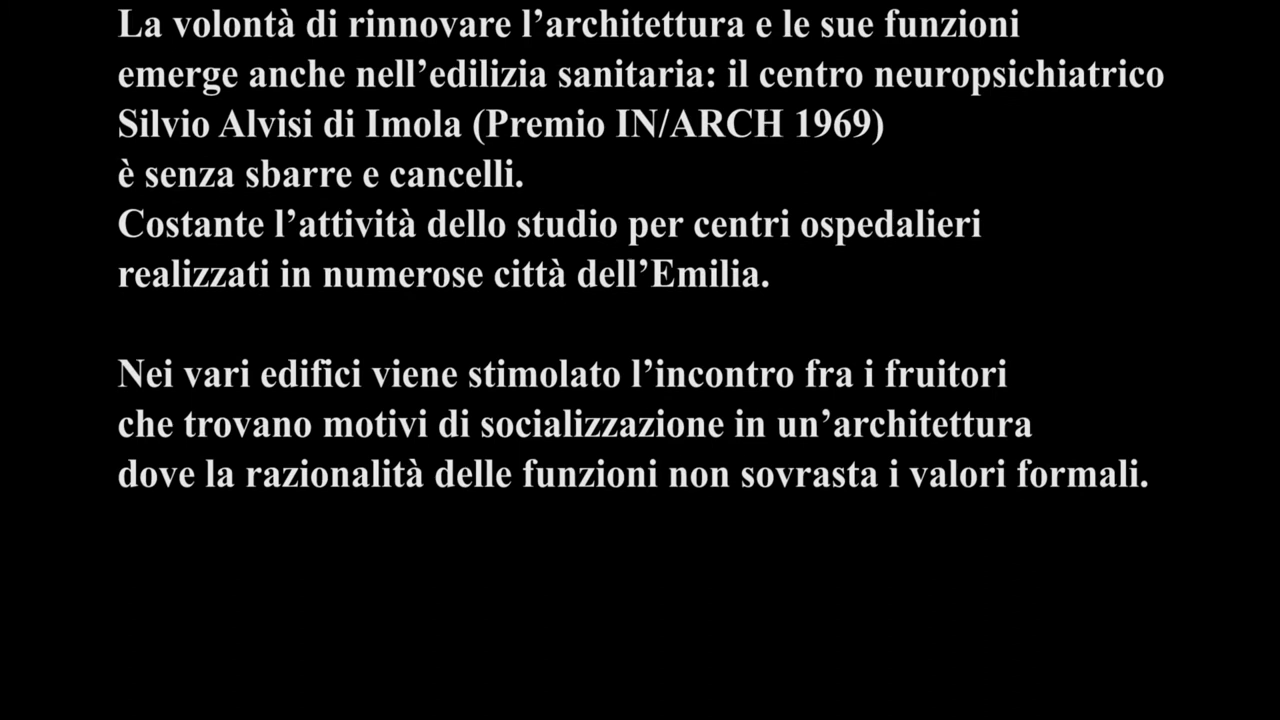 La volontà di rinnovare l’architettura e le sue funzioni
emerge anche nell’edilizia sanitaria: il centro neuropsichiatrico
Silvio Alvisi di Imola (Premio IN/ARCH 1969)
è senza sbarre e cancelli.
Costante l’attività dello studio per centri ospedalieri
realizzati in numerose città dell’Emilia.
Nei vari edifici viene stimolato l’incontro fra i fruitori
che trovano motivi di socializzazione in un’architettura
dove la razionalità delle funzioni non sovrasta i valori formali.